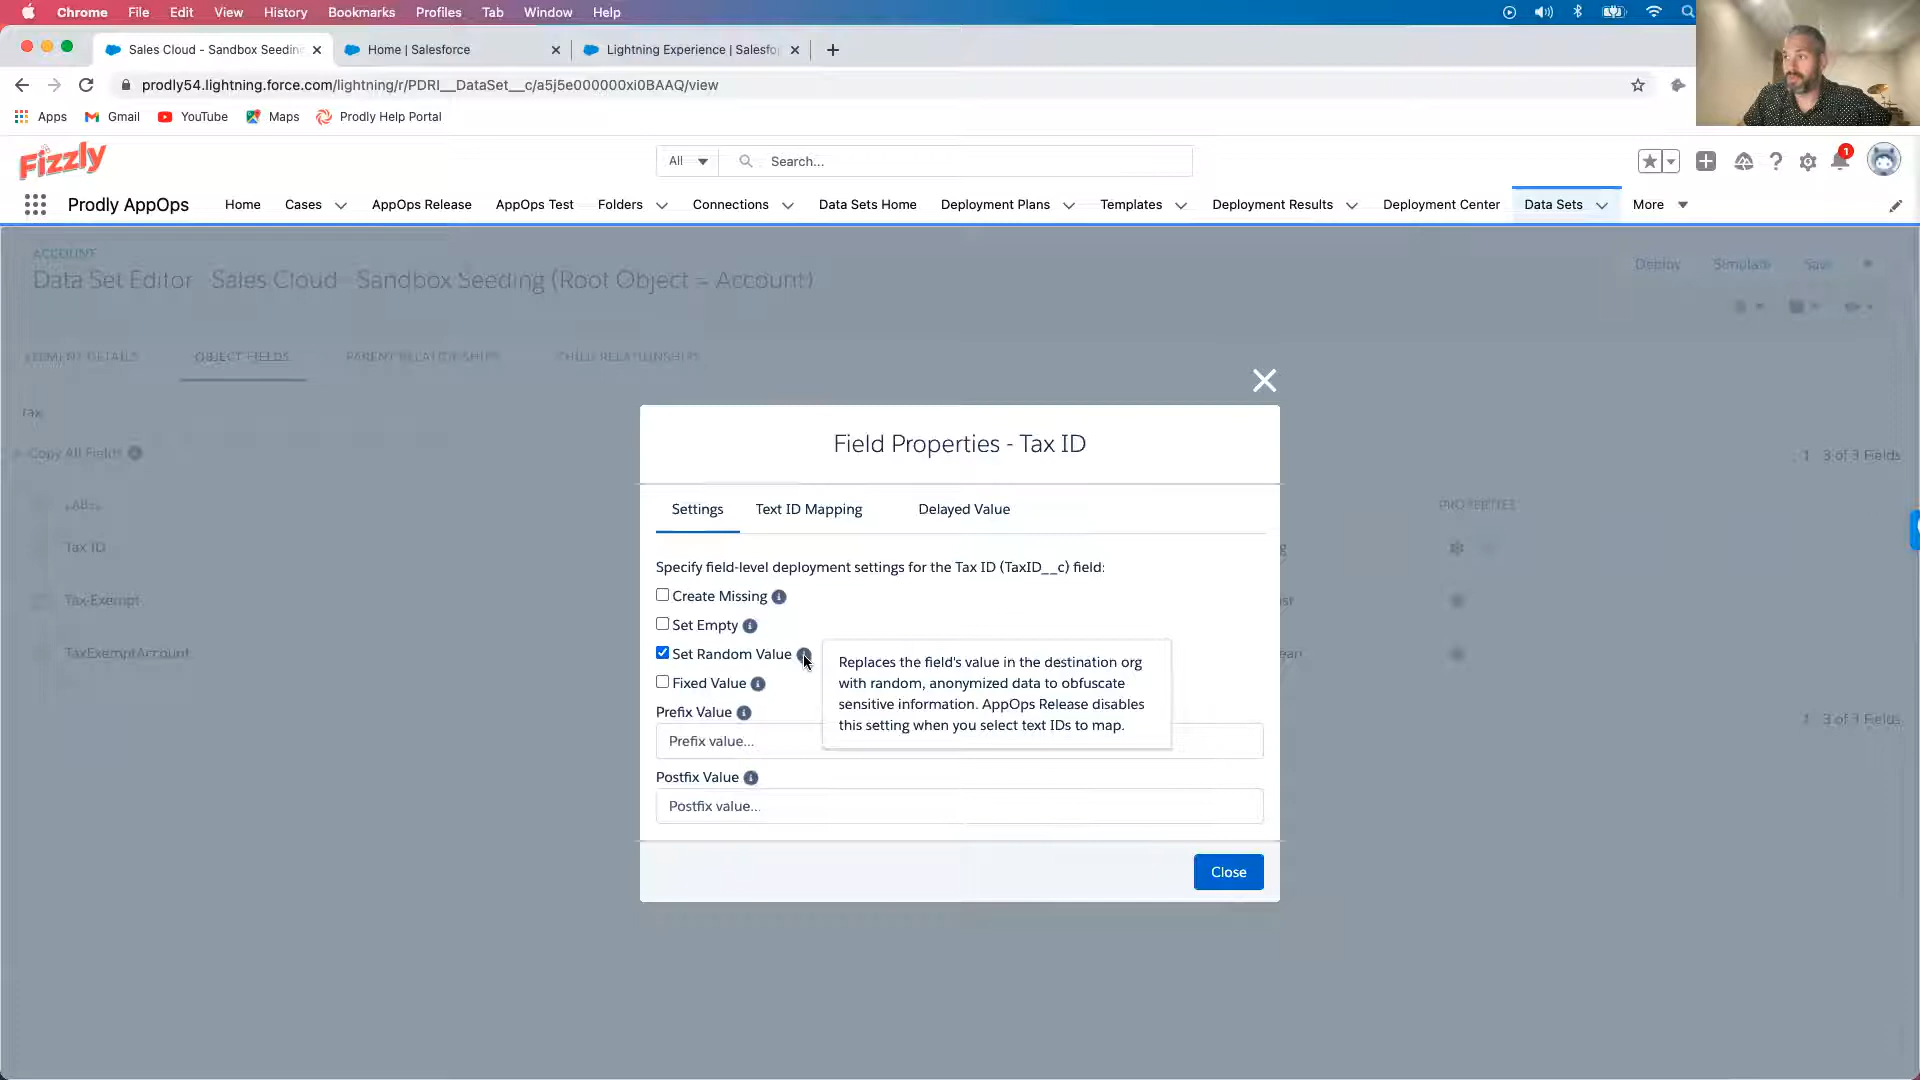 Chrome File Edit View History Bookmarks Profiles Tab Window Help
Sales Cloud - Sandbox Seedin
Home | Salesforce
Lightning Experience | Salesfo
prodly54.lightning.force.com/lightning/r/PDRI__DataSet__c/a5j5e000000xi0BAAQ/view
Apps Gmail YouTube Maps Prodly Help Portal
Fizzly
All Search...
1
Prodly AppOps Home Cases AppOps Release AppOps Test Folders Connections Data Sets Home Deployment Plans Templates Deployment Results Deployment Center Data Sets More
ACCOUNT
Data Set Editor - Sales Cloud - Sandbox Seeding (Root Object = Account)
Deploy Simulate Save
OBJECT FIELDS PARENT RELATIONSHIPS CHILD RELATIONSHIPS
Tax
Copy All Fields
3 of 3 Fields
LABEL
PROPERTIES
Tax ID
Tax-Exempt
TaxExemptAccount
3 of 3 Fields
Field Properties - Tax ID
Settings Text ID Mapping Delayed Value
Specify field-level deployment settings for the Tax ID (TaxID__c) field:
Create Missing
Set Empty
Set Random Value
Replaces the field's value in the destination org
with random, anonymized data to obfuscate
sensitive information. AppOps Release disables
this setting when you select text IDs to map.
Fixed Value
Prefix Value
Prefix value...
Postfix Value
Postfix value...
Close